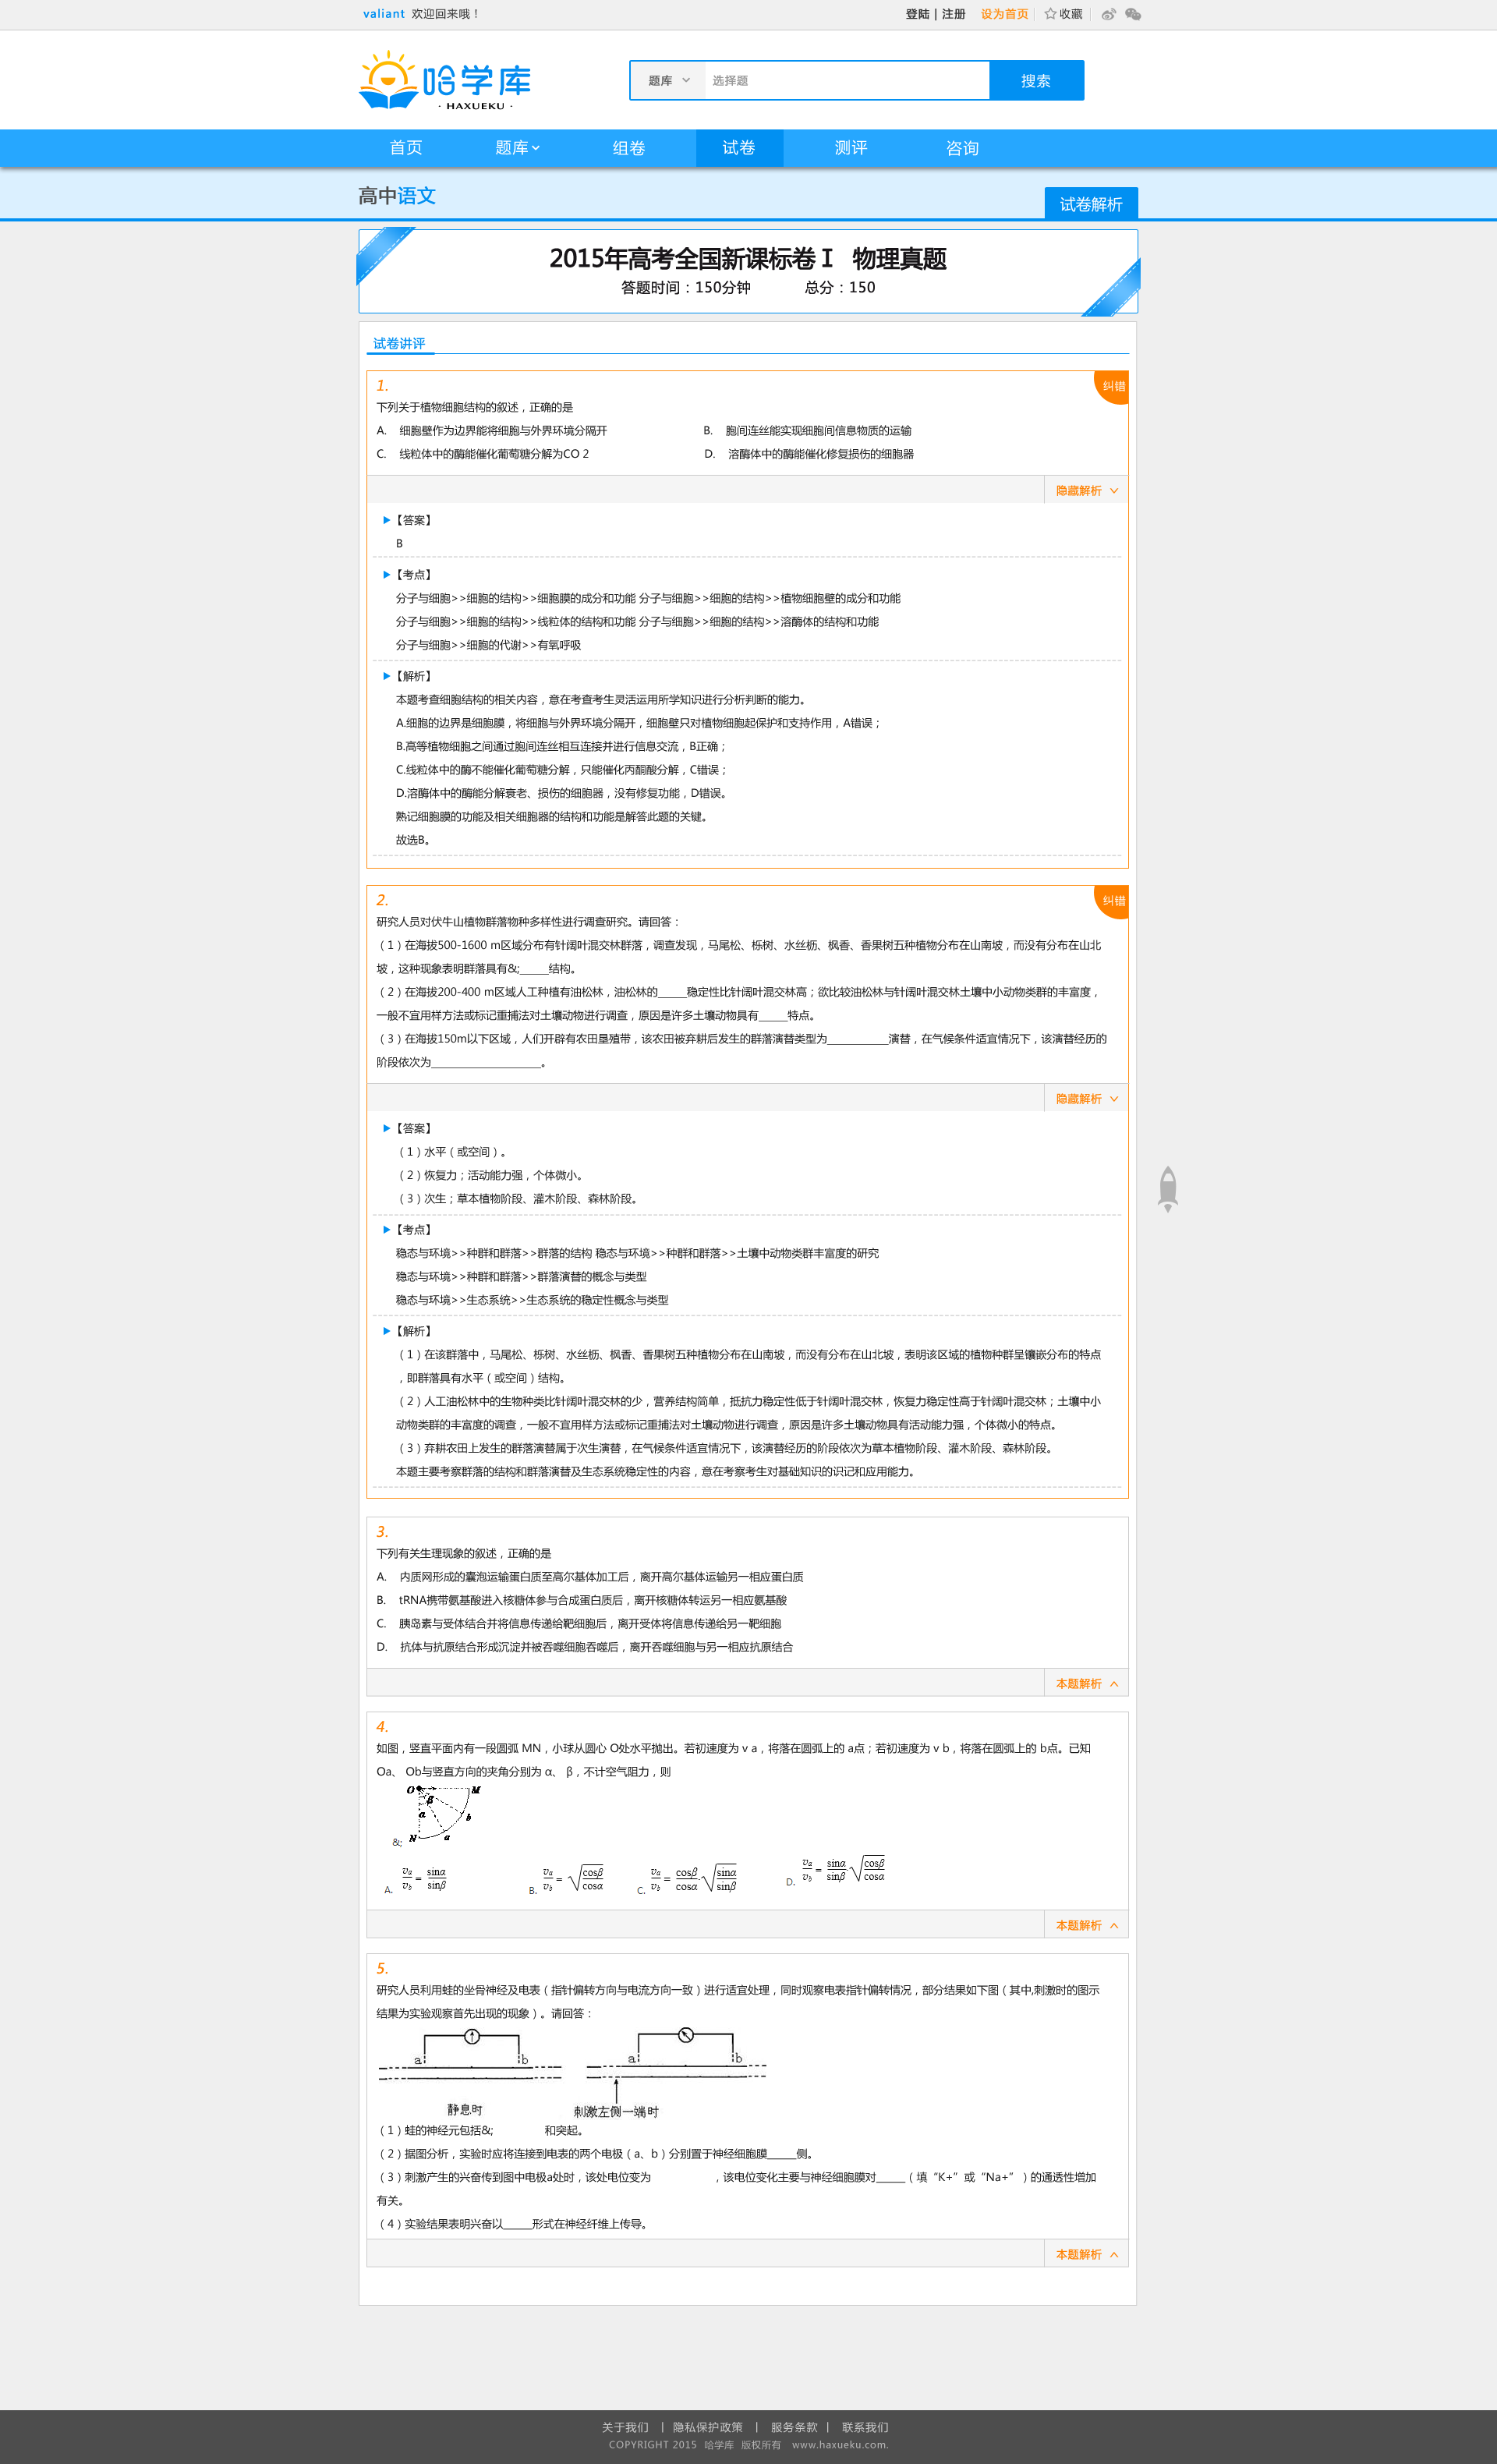 valiant 欢迎回来哦！ 登陆 | 注册 设为首页 收藏
哈学库
· HAXUEKU ·
题库 选择题 搜索
首页 题库 组卷 试卷 测评 咨询
高中语文 试卷解析
2015年高考全国新课标卷 I 物理真题
答题时间：150分钟 总分：150
试卷讲评
1. 纠错
下列关于植物细胞结构的叙述，正确的是
A. 细胞壁作为边界能将细胞与外界环境分隔开 B. 胞间连丝能实现细胞间信息物质的运输
C. 线粒体中的酶能催化葡萄糖分解为CO 2 D. 溶酶体中的酶能催化修复损伤的细胞器
隐藏解析
【答案】
B
【考点】
分子与细胞>>细胞的结构>>细胞膜的成分和功能 分子与细胞>>细胞的结构>>植物细胞壁的成分和功能
分子与细胞>>细胞的结构>>线粒体的结构和功能 分子与细胞>>细胞的结构>>溶酶体的结构和功能
分子与细胞>>细胞的代谢>>有氧呼吸
【解析】
本题考查细胞结构的相关内容，意在考查考生灵活运用所学知识进行分析判断的能力。
A.细胞的边界是细胞膜，将细胞与外界环境分隔开，细胞壁只对植物细胞起保护和支持作用，A错误；
B.高等植物细胞之间通过胞间连丝相互连接并进行信息交流，B正确；
C.线粒体中的酶不能催化葡萄糖分解，只能催化丙酮酸分解，C错误；
D.溶酶体中的酶能分解衰老、损伤的细胞器，没有修复功能，D错误。
熟记细胞膜的功能及相关细胞器的结构和功能是解答此题的关键。
故选B。
2. 纠错
研究人员对伏牛山植物群落物种多样性进行调查研究。请回答：
（1）在海拔500-1600 m区域分布有针阔叶混交林群落，调查发现，马尾松、栎树、水丝枥、枫香、香果树五种植物分布在山南坡，而没有分布在山北
坡，这种现象表明群落具有&;_____结构。
（2）在海拔200-400 m区域人工种植有油松林，油松林的_____稳定性比针阔叶混交林高；欲比较油松林与针阔叶混交林土壤中小动物类群的丰富度，
一般不宜用样方法或标记重捕法对土壤动物进行调查，原因是许多土壤动物具有_____特点。
（3）在海拔150m以下区域，人们开辟有农田垦殖带，该农田被弃耕后发生的群落演替类型为___________演替，在气候条件适宜情况下，该演替经历的
阶段依次为____________________。
隐藏解析
【答案】
（1）水平（或空间）。
（2）恢复力；活动能力强，个体微小。
（3）次生；草本植物阶段、灌木阶段、森林阶段。
【考点】
稳态与环境>>种群和群落>>群落的结构 稳态与环境>>种群和群落>>土壤中动物类群丰富度的研究
稳态与环境>>种群和群落>>群落演替的概念与类型
稳态与环境>>生态系统>>生态系统的稳定性概念与类型
【解析】
（1）在该群落中，马尾松、栎树、水丝枥、枫香、香果树五种植物分布在山南坡，而没有分布在山北坡，表明该区域的植物种群呈镶嵌分布的特点
，即群落具有水平（或空间）结构。
（2）人工油松林中的生物种类比针阔叶混交林的少，营养结构简单，抵抗力稳定性低于针阔叶混交林，恢复力稳定性高于针阔叶混交林；土壤中小
动物类群的丰富度的调查，一般不宜用样方法或标记重捕法对土壤动物进行调查，原因是许多土壤动物具有活动能力强，个体微小的特点。
（3）弃耕农田上发生的群落演替属于次生演替，在气候条件适宜情况下，该演替经历的阶段依次为草本植物阶段、灌木阶段、森林阶段。
本题主要考察群落的结构和群落演替及生态系统稳定性的内容，意在考察考生对基础知识的识记和应用能力。
3.
下列有关生理现象的叙述，正确的是
A. 内质网形成的囊泡运输蛋白质至高尔基体加工后，离开高尔基体运输另一相应蛋白质
B. tRNA携带氨基酸进入核糖体参与合成蛋白质后，离开核糖体转运另一相应氨基酸
C. 胰岛素与受体结合并将信息传递给靶细胞后，离开受体将信息传递给另一靶细胞
D. 抗体与抗原结合形成沉淀并被吞噬细胞吞噬后，离开吞噬细胞与另一相应抗原结合
本题解析
4.
如图，竖直平面内有一段圆弧 MN，小球从圆心 O处水平抛出。若初速度为 v a，将落在圆弧上的 a点；若初速度为 v b，将落在圆弧上的 b点。已知
Oa、 Ob与竖直方向的夹角分别为 α、 β，不计空气阻力，则
O M
β
α b
N a
&;
A. v_a/v_b = sinα/sinβ B. v_a/v_b = √(cosβ/cosα) C. v_a/v_b = cosβ/cosα·√(sinα/sinβ) D. v_a/v_b = sinα/sinβ·√(cosβ/cosα)
本题解析
5.
研究人员利用蛙的坐骨神经及电表（指针偏转方向与电流方向一致）进行适宜处理，同时观察电表指针偏转情况，部分结果如下图（其中,刺激时的图示
结果为实验观察首先出现的现象）。请回答：
a b a b
静息时 刺激左侧一端时
（1）蛙的神经元包括&; 和突起。
（2）据图分析，实验时应将连接到电表的两个电极（a、b）分别置于神经细胞膜_____侧。
（3）刺激产生的兴奋传到图中电极a处时，该处电位变为 ，该电位变化主要与神经细胞膜对_____（填“K+”或“Na+”）的通透性增加
有关。
（4）实验结果表明兴奋以_____形式在神经纤维上传导。
本题解析
关于我们 | 隐私保护政策 | 服务条款 | 联系我们
COPYRIGHT 2015 哈学库 版权所有 www.haxueku.com.